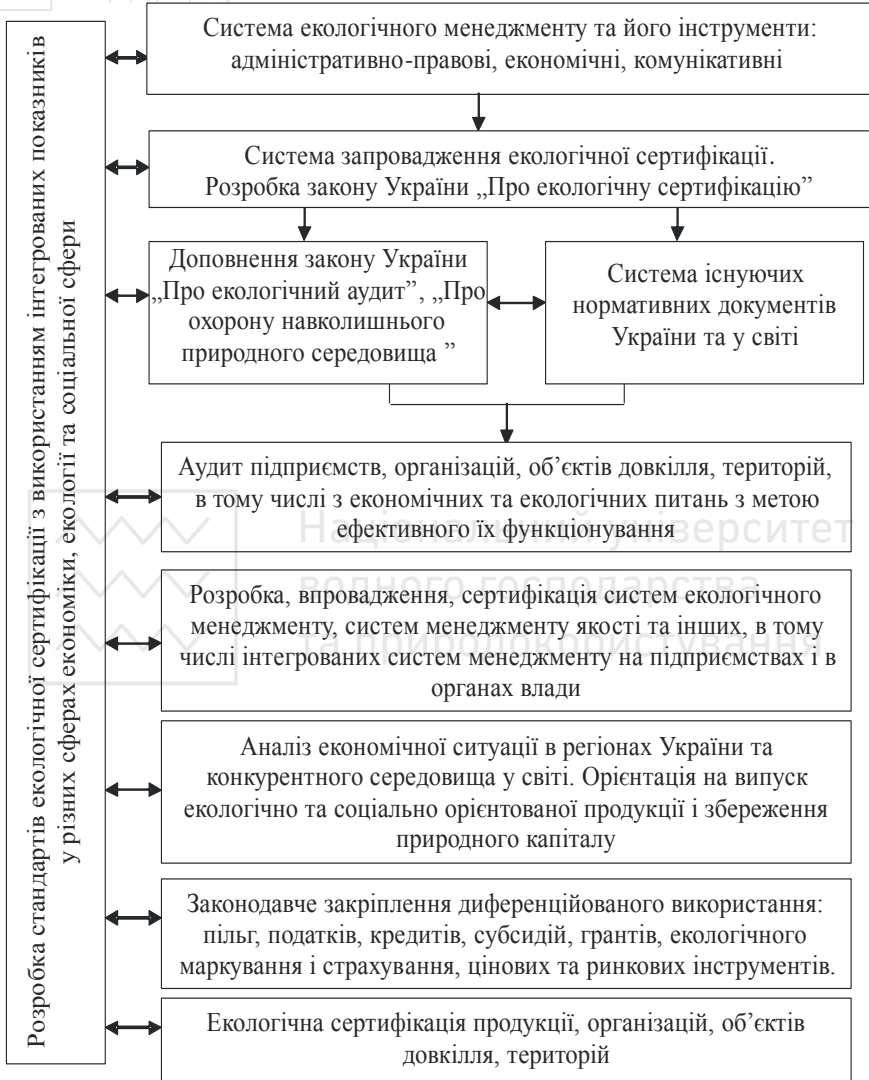 Розробка стандартів екологічної сертифікації з використанням інтегрованих показників
у різних сферах економіки, екології та соціальної сфери
Система екологічного менеджменту та його інструменти:
адміністративно-правові, економічні, комунікативні
Система запровадження екологічної сертифікації.
Розробка закону України „Про екологічну сертифікацію”
Доповнення закону України
„Про екологічний аудит”, „Про
охорону навколишнього
природного середовища ”
Система існуючих
нормативних документів
України та у світі
Аудит підприємств, організацій, об’єктів довкілля, територій,
в тому числі з економічних та екологічних питань з метою
ефективного їх функціонування
Національний університет
водного господарства
та природокористування
Розробка, впровадження, сертифікація систем екологічного
менеджменту, систем менеджменту якості та інших, в тому
числі інтегрованих систем менеджменту на підприємствах і в
органах влади
Аналіз економічної ситуації в регіонах України та
конкурентного середовища у світі. Орієнтація на випуск
екологічно та соціально орієнтованої продукції і збереження
природного капіталу
Законодавче закріплення диференційованого використання:
пільг, податків, кредитів, субсидій, грантів, екологічного
маркування і страхування, цінових та ринкових інструментів.
Екологічна сертифікація продукції, організацій, об’єктів
довкілля, територій